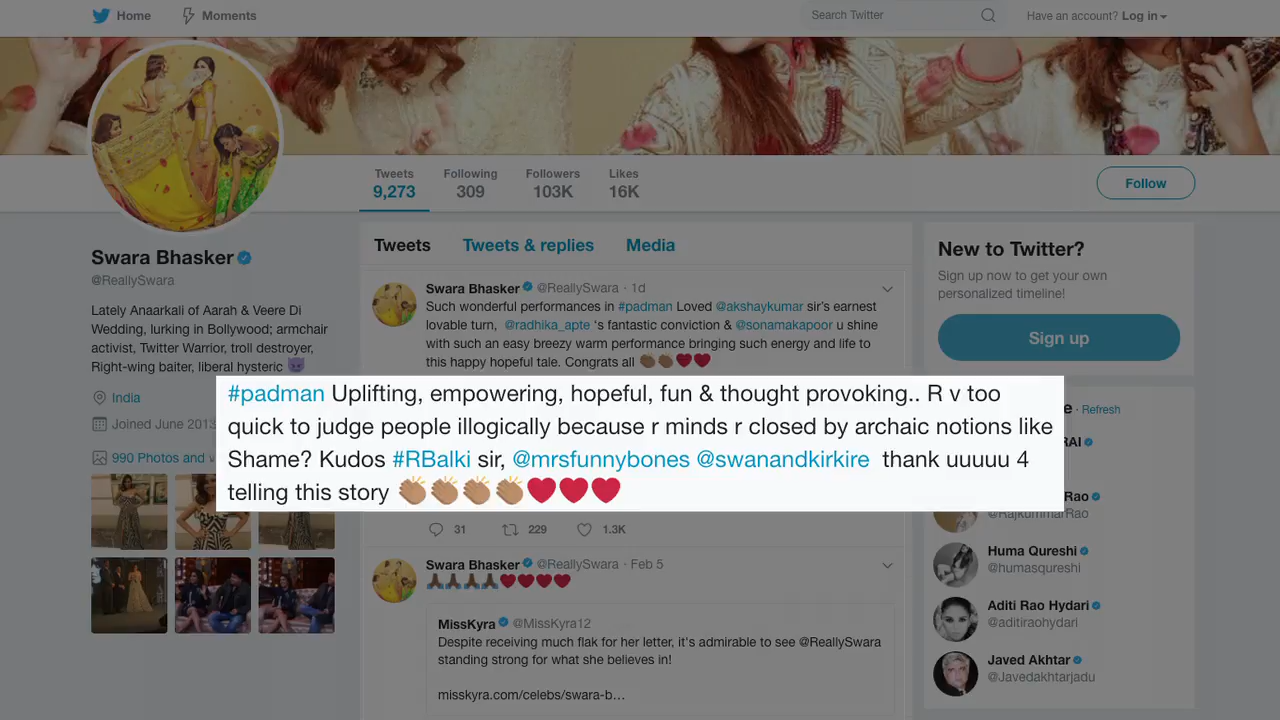 Home
Moments
Search Twitter
Have an account? Log in
Tweets
9,273
Following
309
Followers
103K
Likes
16K
Follow
Swara Bhasker
@ReallySwara
Lately Anaarkali of Aarah & Veere Di
Wedding, lurking in Bollywood; armchair
activist, Twitter Warrior, troll destroyer,
Right-wing baiter, liberal hysteric 😈
India
Joined June 2013
990 Photos and
Tweets
Tweets & replies
Media
Swara Bhasker @ReallySwara · 1d
Such wonderful performances in #padman Loved @akshaykumar sir's earnest
lovable turn, @radhika_apte 's fantastic conviction & @sonamakapoor u shine
with such an easy breezy warm performance bringing such energy and life to
this happy hopeful tale. Congrats all 👏🏽👏🏽❤️❤️
#padman Uplifting, empowering, hopeful, fun & thought provoking.. R v too
quick to judge people illogically because r minds r closed by archaic notions like
Shame? Kudos #RBalki sir, @mrsfunnybones @swanandkirkire thank uuuuu 4
telling this story 👏🏽👏🏽👏🏽👏🏽❤️❤️❤️
31
229
1.3K
Swara Bhasker @ReallySwara · Feb 5
🙏🏾🙏🏾🙏🏾🙏🏾❤️❤️❤️❤️
MissKyra @MissKyra12
Despite receiving much flak for her letter, it's admirable to see @ReallySwara
standing strong for what she believes in!
misskyra.com/celebs/swara-b…
New to Twitter?
Sign up now to get your own
personalized timeline!
Sign up
· Refresh
Rao
@RajkummarRao
Huma Qureshi
@humasqureshi
Aditi Rao Hydari
@aditiraohydari
Javed Akhtar
@Javedakhtarjadu